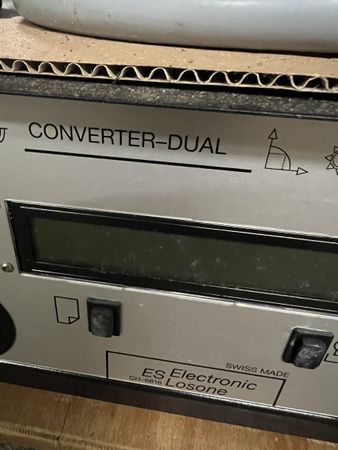 CONVERTER-DUAL
SWISS MADE
ES Electronic
CH-6616 Losone